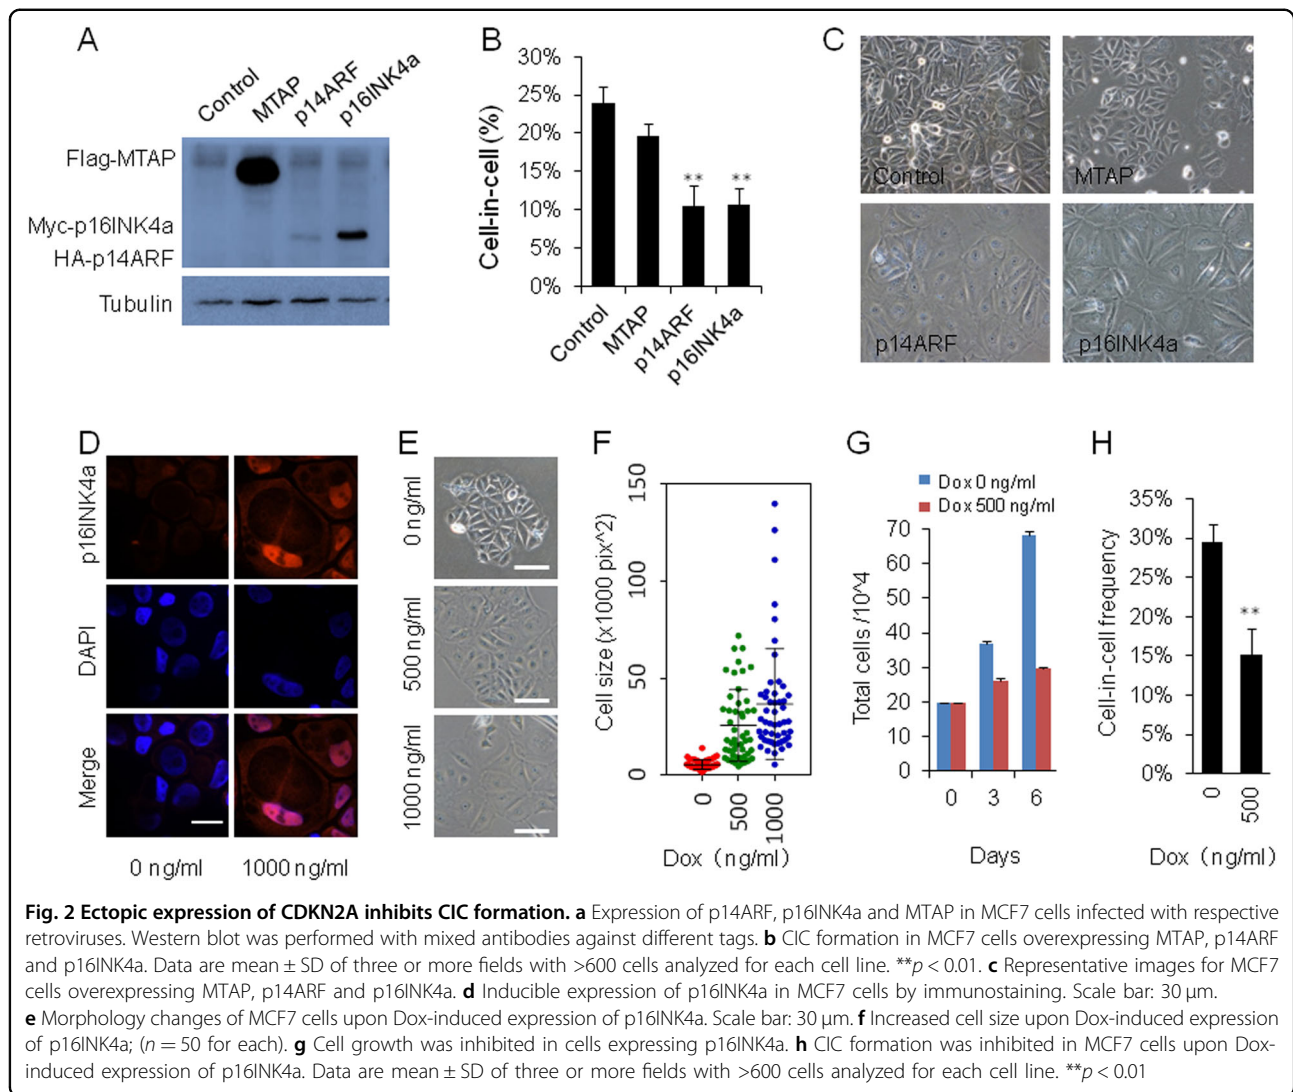 A
Control
MTAP
p14ARF
p16INK4a
Flag-MTAP
Myc-p16INK4a
HA-p14ARF
Tubulin
B
30%
25%
20%
15%
10%
5%
0%
Cell-in-cell (%)
**
**
Control
MTAP
p14ARF
p16INK4a
C
Control
MTAP
p14ARF
p16INK4a
D
p16INK4a
DAPI
Merge
0 ng/ml
1000 ng/ml
E
0 ng/ml
500 ng/ml
1000 ng/ml
F
Cell size (x1000 pix^2)
150
100
50
0
0
500
1000
Dox (ng/ml)
G
Dox 0 ng/ml
Dox 500 ng/ml
Total cells /10^4
70
60
50
40
30
20
10
0
0 3 6
Days
H
Cell-in-cell frequency
35%
30%
25%
20%
15%
10%
5%
0%
**
0
500
Dox (ng/ml)
Fig. 2 Ectopic expression of CDKN2A inhibits CIC formation. a Expression of p14ARF, p16INK4a and MTAP in MCF7 cells infected with respective
retroviruses. Western blot was performed with mixed antibodies against different tags. b CIC formation in MCF7 cells overexpressing MTAP, p14ARF
and p16INK4a. Data are mean ± SD of three or more fields with >600 cells analyzed for each cell line. **p < 0.01. c Representative images for MCF7
cells overexpressing MTAP, p14ARF and p16INK4a. d Inducible expression of p16INK4a in MCF7 cells by immunostaining. Scale bar: 30 μm.
e Morphology changes of MCF7 cells upon Dox-induced expression of p16INK4a. Scale bar: 30 μm. f Increased cell size upon Dox-induced expression
of p16INK4a; (n = 50 for each). g Cell growth was inhibited in cells expressing p16INK4a. h CIC formation was inhibited in MCF7 cells upon Dox-
induced expression of p16INK4a. Data are mean ± SD of three or more fields with >600 cells analyzed for each cell line. **p < 0.01